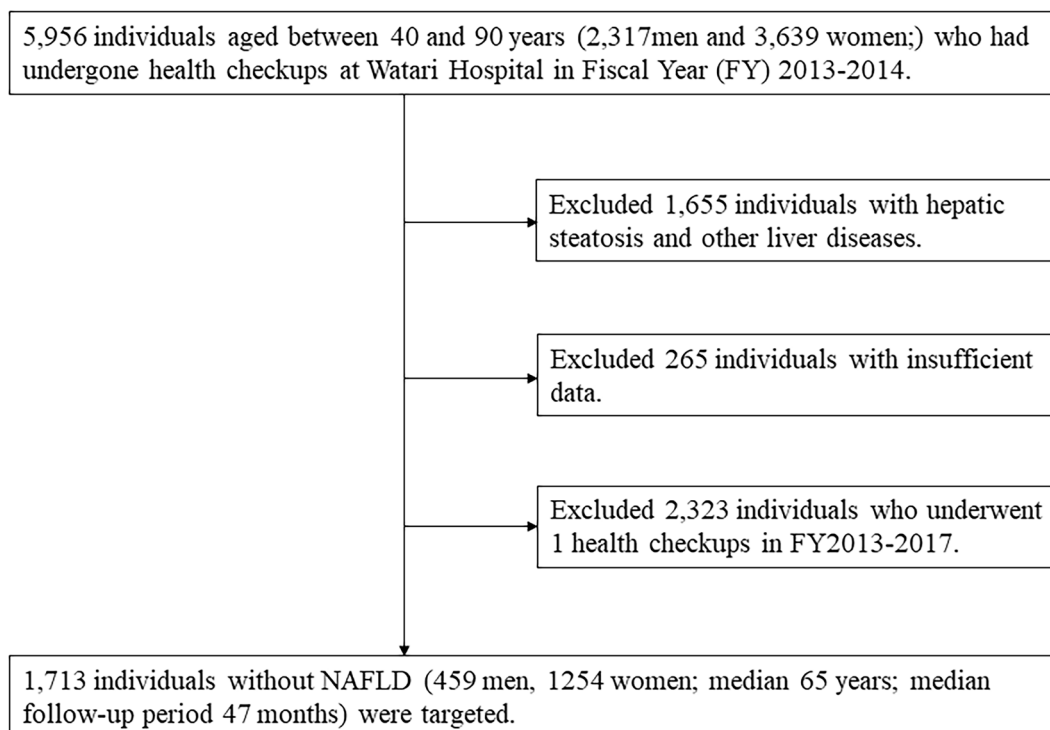 5,956 individuals aged between 40 and 90 years (2,317men and 3,639 women;) who had
undergone health checkups at Watari Hospital in Fiscal Year (FY) 2013-2014.
Excluded 1,655 individuals with hepatic
steatosis and other liver diseases.
Excluded 265 individuals with insufficient
data.
Excluded 2,323 individuals who underwent
1 health checkups in FY2013-2017.
1,713 individuals without NAFLD (459 men, 1254 women; median 65 years; median
follow-up period 47 months) were targeted.